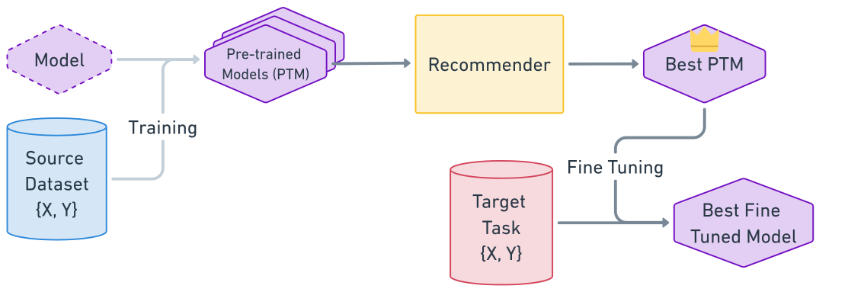 Model
Pre-trained
Models (PTM)
Recommender
Best PTM
Training
Source
Dataset
{X, Y}
Fine Tuning
Target
Task
{X, Y}
Best Fine
Tuned Model